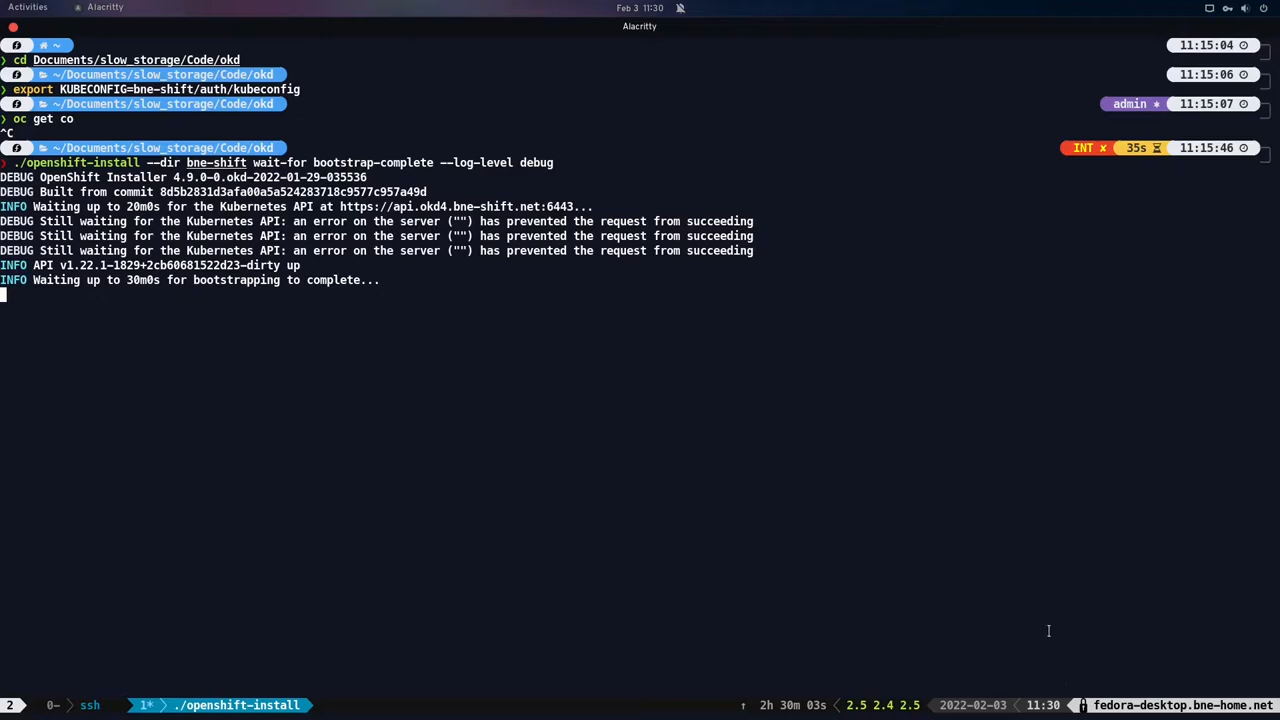 Activities Alacritty Feb 3 11:30
Alacritty
~ 11:15:04
❯ cd Documents/slow_storage/Code/okd
~/Documents/slow_storage/Code/okd 11:15:06
❯ export KUBECONFIG=bne-shift/auth/kubeconfig
~/Documents/slow_storage/Code/okd admin ⎈ 11:15:07
❯ oc get co
^C
~/Documents/slow_storage/Code/okd INT ✘ 35s 11:15:46
❯ ./openshift-install --dir bne-shift wait-for bootstrap-complete --log-level debug
DEBUG OpenShift Installer 4.9.0-0.okd-2022-01-29-035536
DEBUG Built from commit 8d5b2831d3afa00a5a524283718c9577c957a49d
INFO Waiting up to 20m0s for the Kubernetes API at https://api.okd4.bne-shift.net:6443...
DEBUG Still waiting for the Kubernetes API: an error on the server ("") has prevented the request from succeeding
DEBUG Still waiting for the Kubernetes API: an error on the server ("") has prevented the request from succeeding
DEBUG Still waiting for the Kubernetes API: an error on the server ("") has prevented the request from succeeding
INFO API v1.22.1-1829+2cb60681522d23-dirty up
INFO Waiting up to 30m0s for bootstrapping to complete...
2 0- ssh 1* ./openshift-install ↑ 2h 30m 03s 2.5 2.4 2.5 2022-02-03 11:30 fedora-desktop.bne-home.net